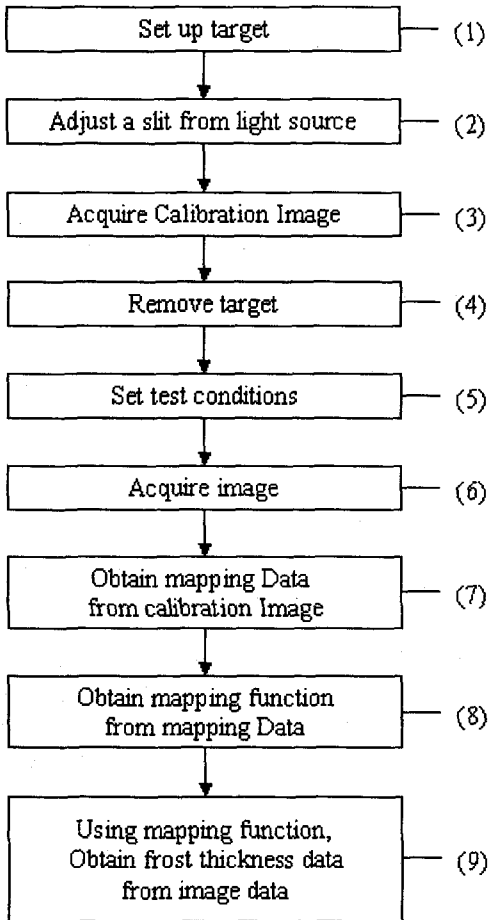 Set up target (1)
Adjust a slit from light source (2)
Acquire Calibration Image (3)
Remove target (4)
Set test conditions (5)
Acquire image (6)
Obtain mapping Data
from calibration Image (7)
Obtain mapping function
from mapping Data (8)
Using mapping function,
Obtain frost thickness data (9)
from image data